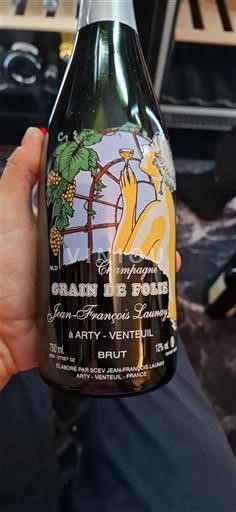 M.D
VINTU
Champagne
GRAIN DE FOLIE
Jean-François Launay
à ARTY - VENTEUIL
750 ml.
BRUT
12% vol.
ÉLABORÉ PAR SCEV JEAN-FRANÇOIS LAUNAY
ARTY - VENTEUIL - FRANCE